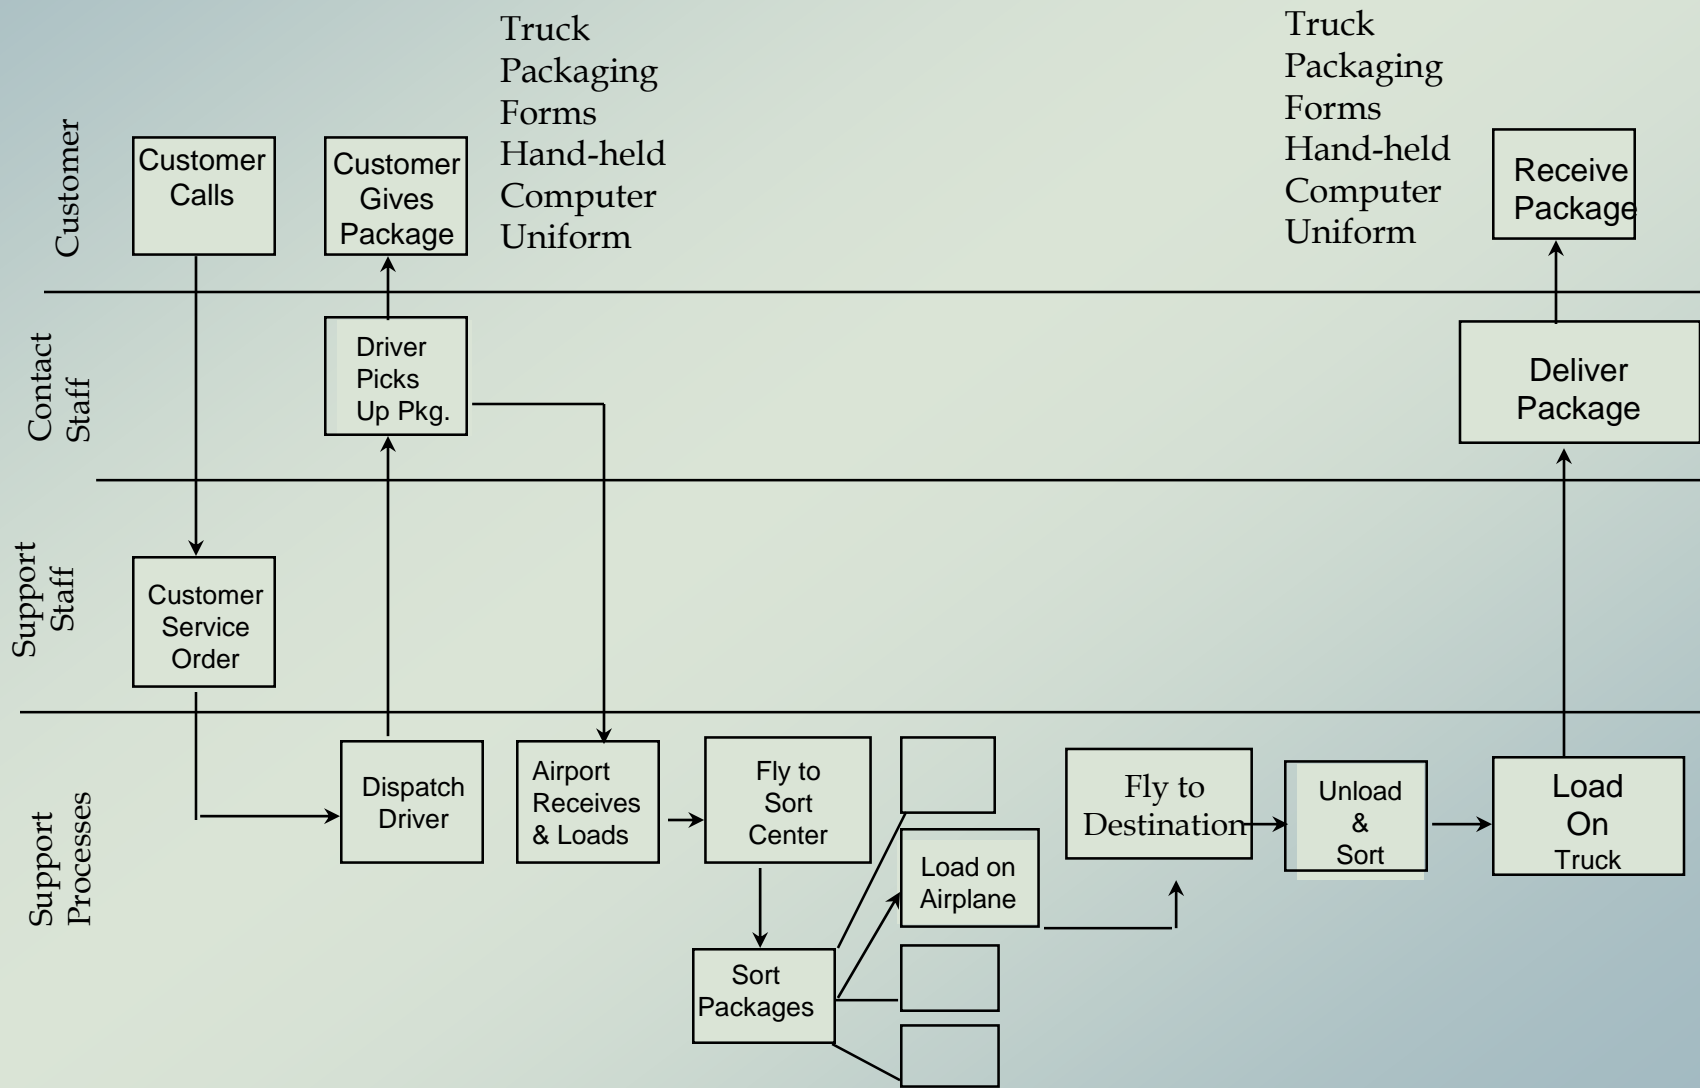 Truck
Packaging
Forms
Hand-held
Computer
Uniform
Truck
Packaging
Forms
Hand-held
Computer
Uniform
Customer
Customer
Calls
Customer
Gives
Package
Receive
Package
Contact
Staff
Driver
Picks
Up Pkg.
Deliver
Package
Support
Staff
Customer
Service
Order
Support
Processes
Dispatch
Driver
Airport
Receives
& Loads
Fly to
Sort
Center
Sort
Packages
Load on
Airplane
Fly to
Destination
Unload
&
Sort
Load
On
Truck